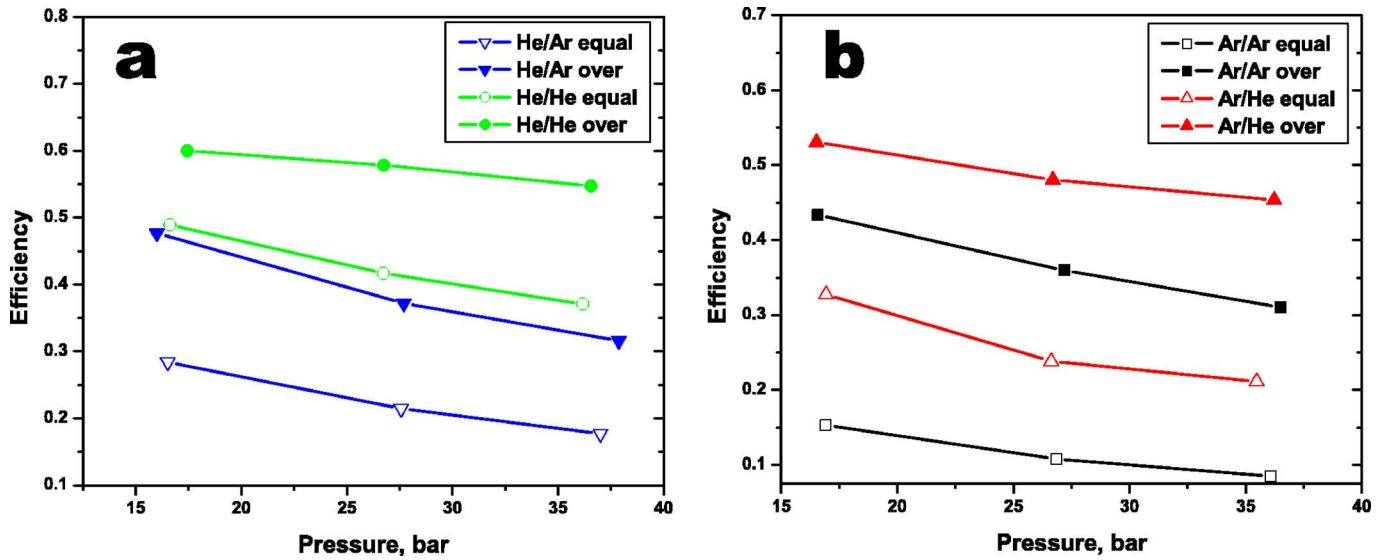 a
He/Ar equal
He/Ar over
He/He equal
He/He over
Efficiency
0.8
0.7
0.6
0.5
0.4
0.3
0.2
0.1
15 20 25 30 35 40
Pressure, bar
b
Ar/Ar equal
Ar/Ar over
Ar/He equal
Ar/He over
Efficiency
0.7
0.6
0.5
0.4
0.3
0.2
0.1
15 20 25 30 35 40
Pressure, bar